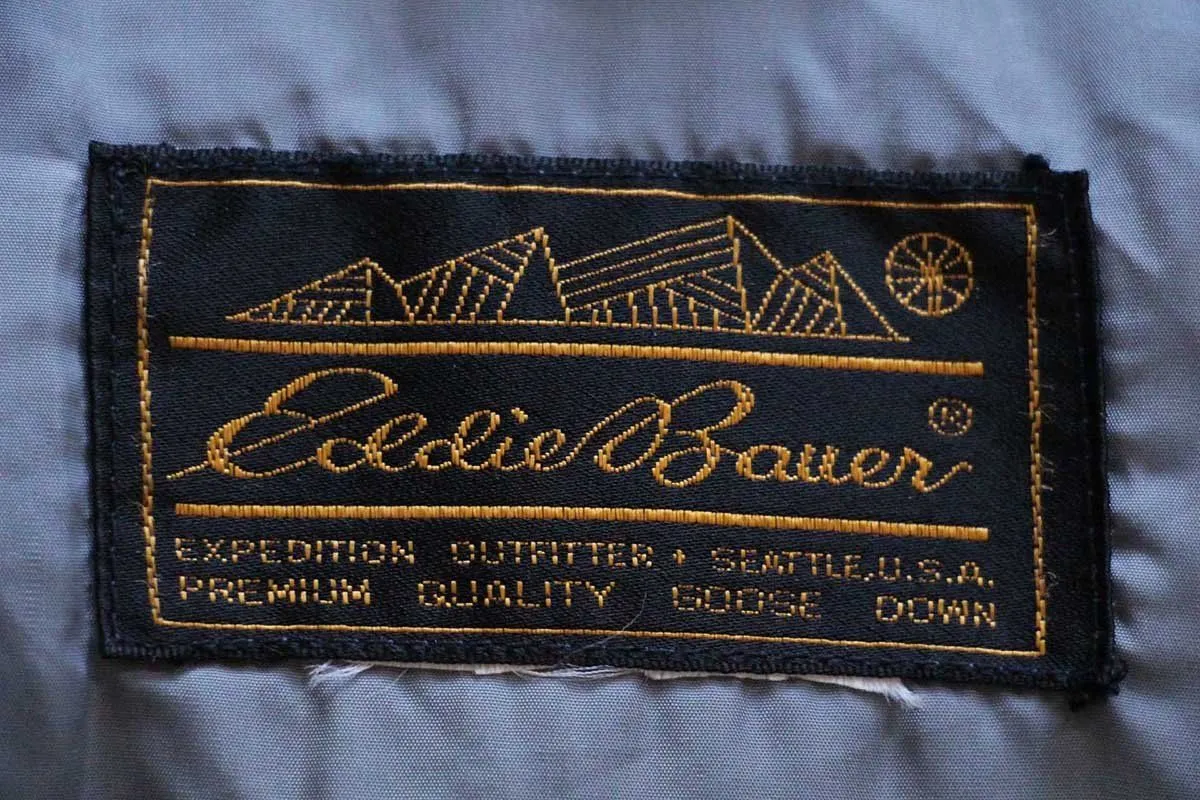 Eddie Bauer ®
EXPEDITION OUTFITTER • SEATTLE, U.S.A.
PREMIUM QUALITY GOOSE DOWN